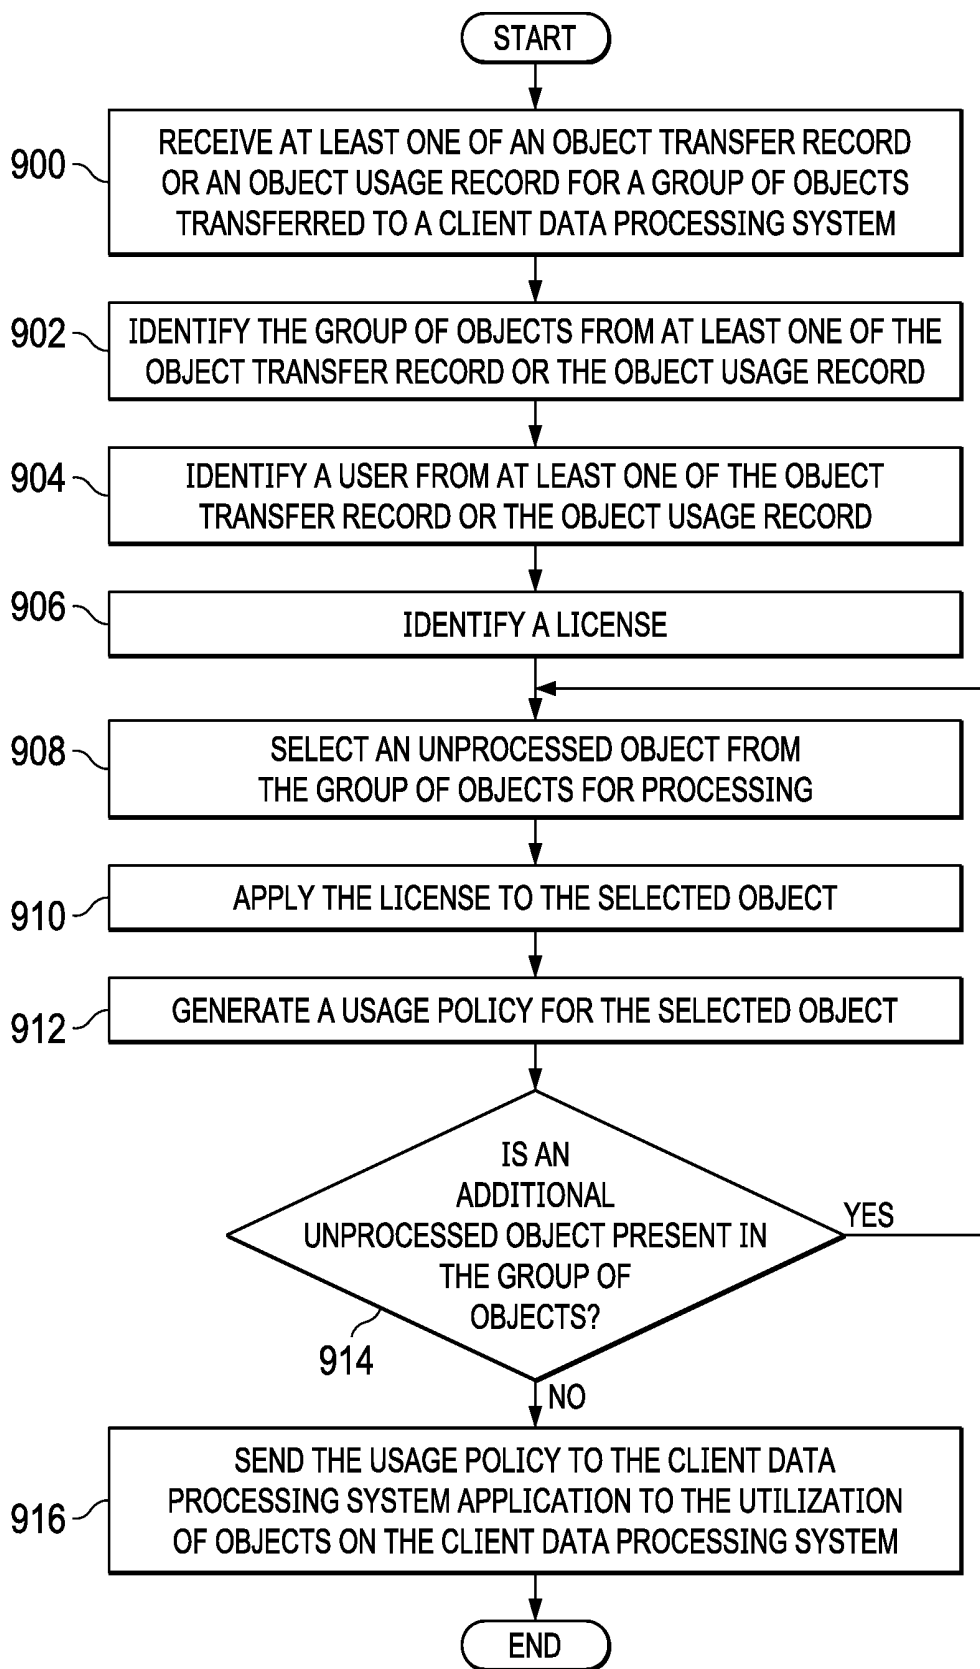 START
900
RECEIVE AT LEAST ONE OF AN OBJECT TRANSFER RECORD
OR AN OBJECT USAGE RECORD FOR A GROUP OF OBJECTS
TRANSFERRED TO A CLIENT DATA PROCESSING SYSTEM
902
IDENTIFY THE GROUP OF OBJECTS FROM AT LEAST ONE OF THE
OBJECT TRANSFER RECORD OR THE OBJECT USAGE RECORD
904
IDENTIFY A USER FROM AT LEAST ONE OF THE OBJECT
TRANSFER RECORD OR THE OBJECT USAGE RECORD
906
IDENTIFY A LICENSE
908
SELECT AN UNPROCESSED OBJECT FROM
THE GROUP OF OBJECTS FOR PROCESSING
910
APPLY THE LICENSE TO THE SELECTED OBJECT
912
GENERATE A USAGE POLICY FOR THE SELECTED OBJECT
IS AN
ADDITIONAL
UNPROCESSED OBJECT PRESENT IN
THE GROUP OF
OBJECTS?
YES
914
NO
916
SEND THE USAGE POLICY TO THE CLIENT DATA
PROCESSING SYSTEM APPLICATION TO THE UTILIZATION
OF OBJECTS ON THE CLIENT DATA PROCESSING SYSTEM
END